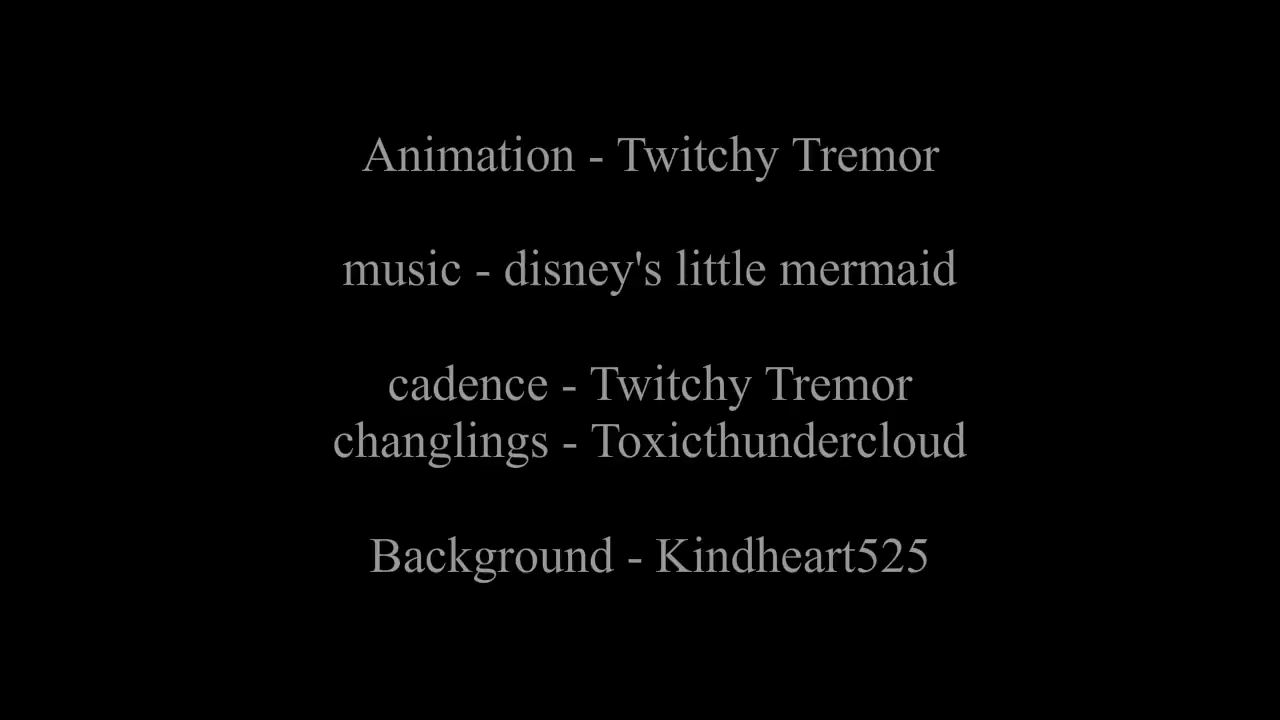 Animation - Twitchy Tremor
music - disney's little mermaid
cadence - Twitchy Tremor
changlings - Toxicthundercloud
Background - Kindheart525